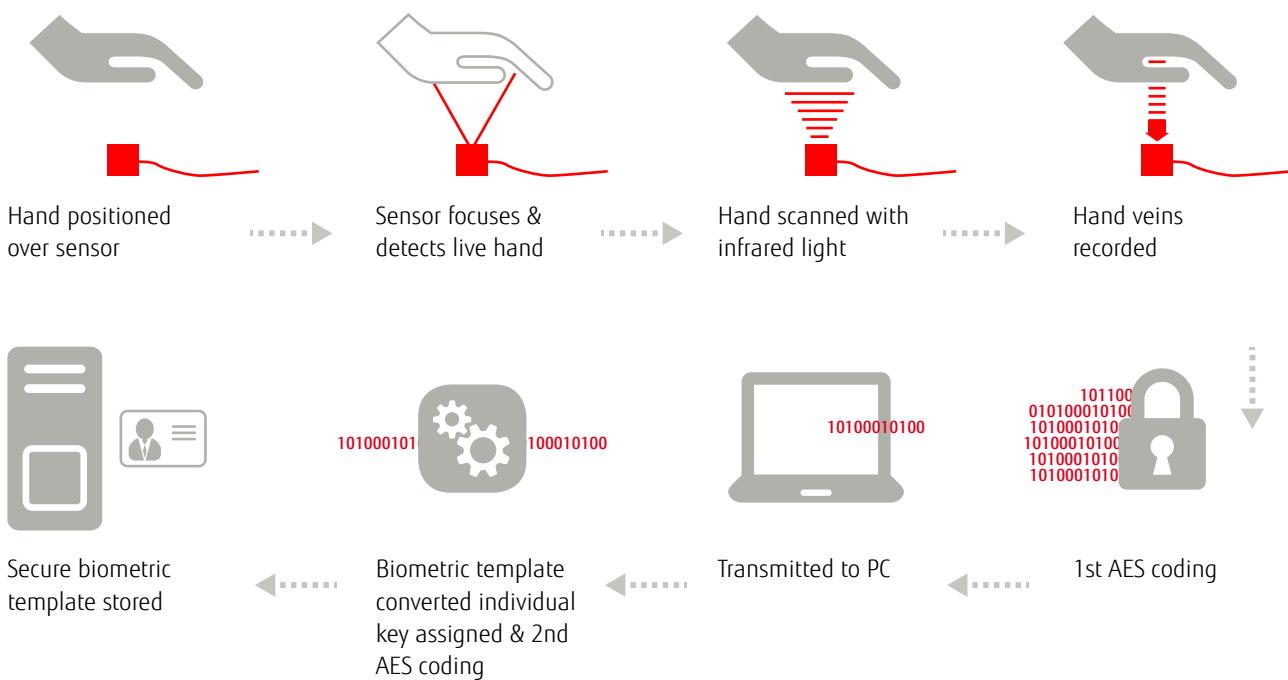 Hand positioned
over sensor
Sensor focuses &
detects live hand
Hand scanned with
infrared light
Hand veins
recorded
101000101
100010100
10100010100
101100
010100010100
1010001010
10100010100
1010001010
1010001010
Secure biometric
template stored
Biometric template
converted individual
key assigned & 2nd
AES coding
Transmitted to PC
1st AES coding